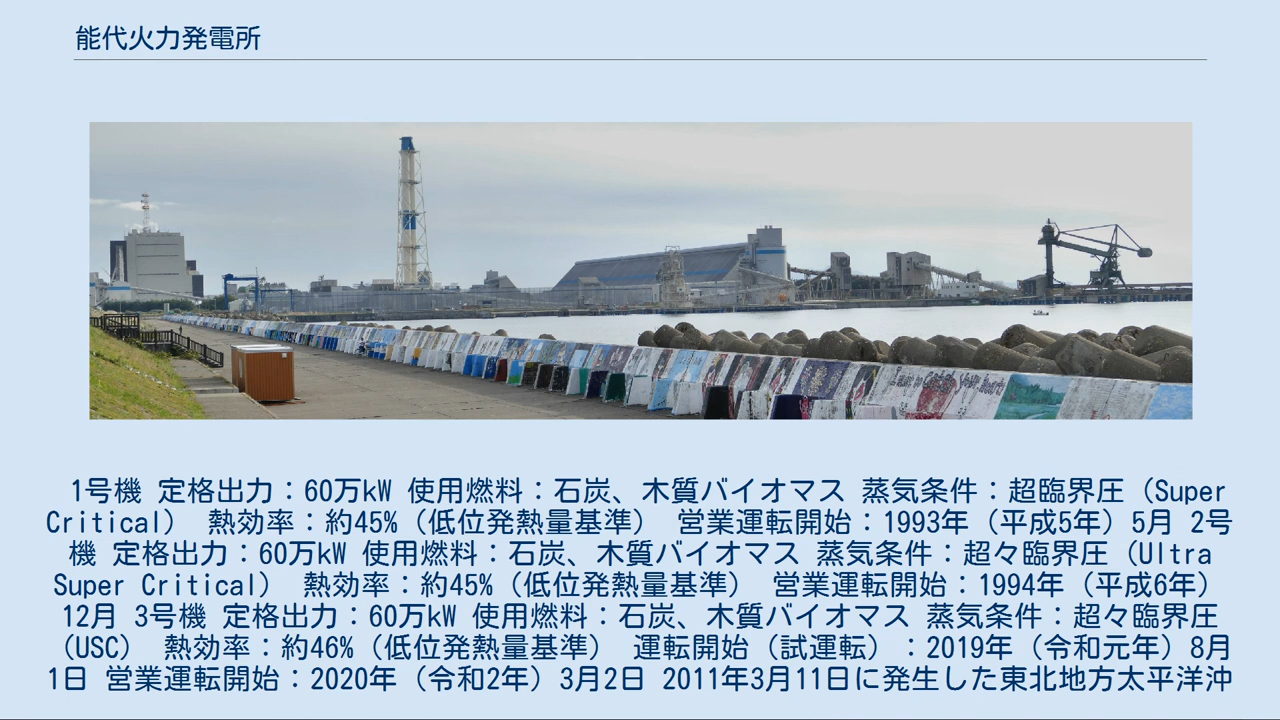 能代火力発電所
1号機 定格出力：60万kW 使用燃料：石炭、木質バイオマス 蒸気条件：超臨界圧（Super
Critical） 熱効率：約45%（低位発熱量基準） 営業運転開始：1993年（平成5年）5月 2号
機 定格出力：60万kW 使用燃料：石炭、木質バイオマス 蒸気条件：超々臨界圧（Ultra
Super Critical） 熱効率：約45%（低位発熱量基準） 営業運転開始：1994年（平成6年）
12月 3号機 定格出力：60万kW 使用燃料：石炭、木質バイオマス 蒸気条件：超々臨界圧
（USC） 熱効率：約46%（低位発熱量基準） 運転開始（試運転）：2019年（令和元年）8月
1日 営業運転開始：2020年（令和2年）3月2日 2011年3月11日に発生した東北地方太平洋沖